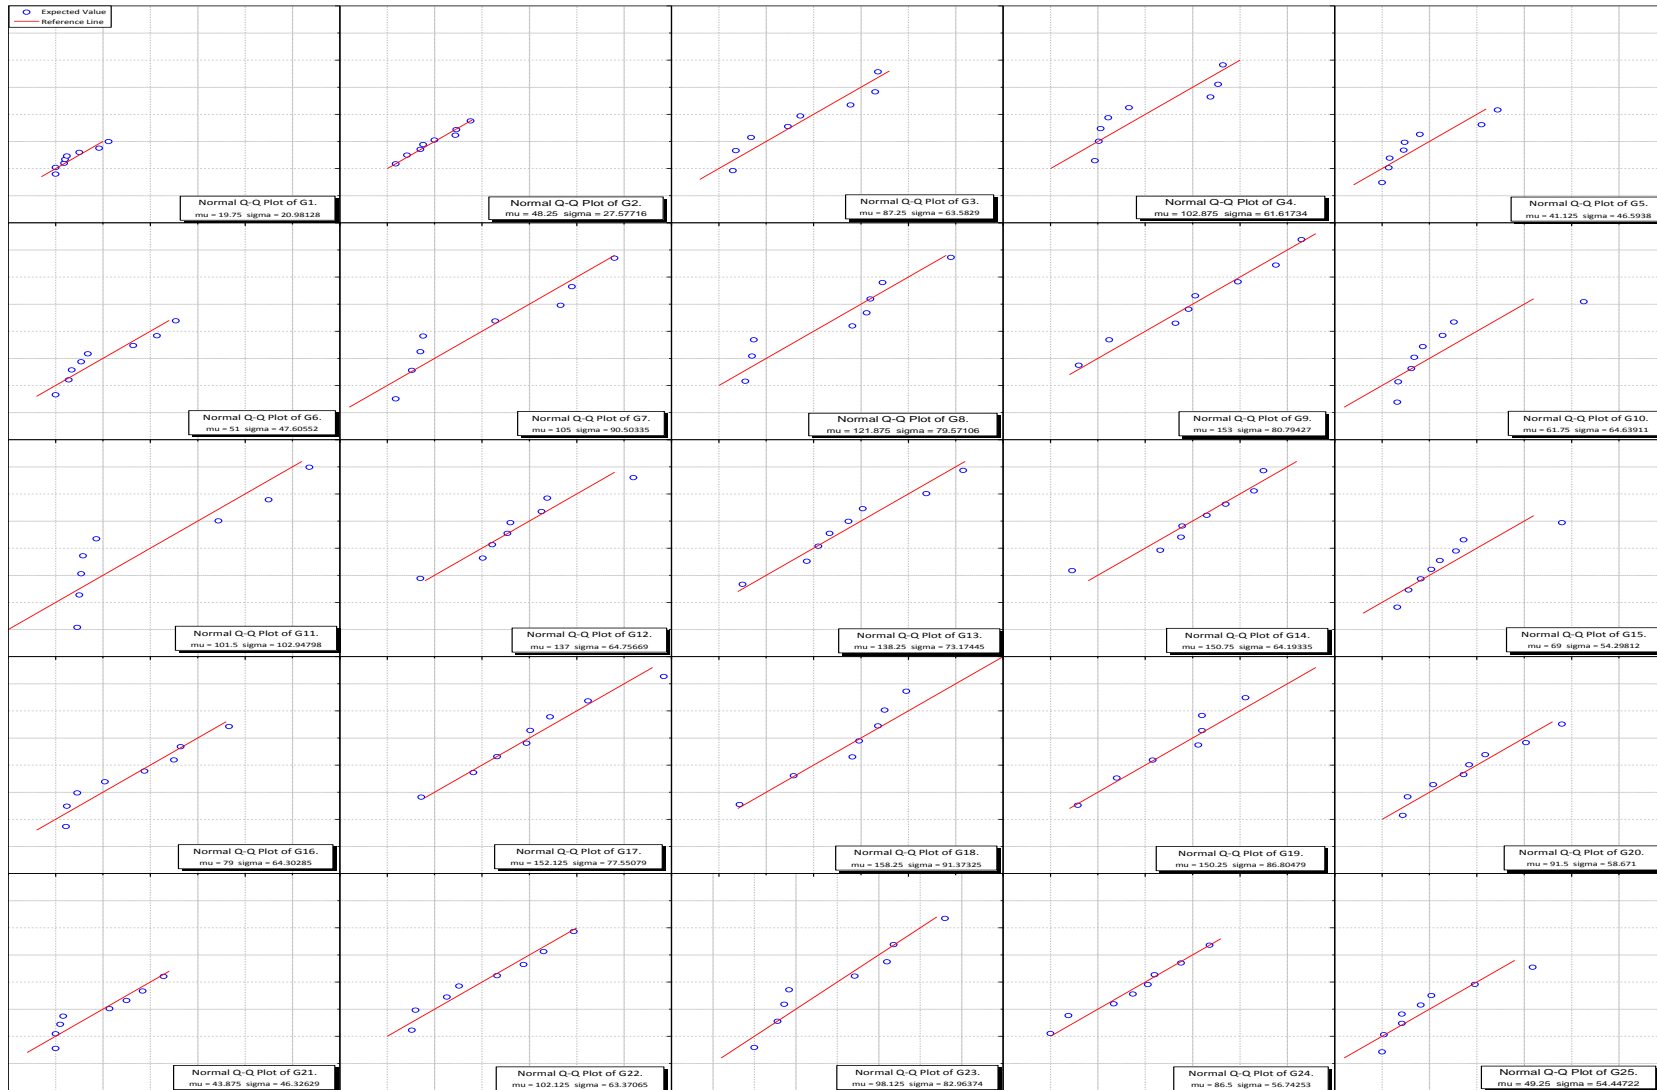 Expected Value
Reference Line
Normal Q-Q Plot of G1.
mu = 19.75 sigma = 20.98128
Normal Q-Q Plot of G2.
mu = 48.25 sigma = 27.57716
Normal Q-Q Plot of G3.
mu = 87.25 sigma = 63.5829
Normal Q-Q Plot of G4.
mu = 102.875 sigma = 61.61734
Normal Q-Q Plot of G5.
mu = 41.125 sigma = 46.5938
Normal Q-Q Plot of G6.
mu = 51 sigma = 47.60552
Normal Q-Q Plot of G7.
mu = 105 sigma = 90.50335
Normal Q-Q Plot of G8.
mu = 121.875 sigma = 79.57106
Normal Q-Q Plot of G9.
mu = 153 sigma = 80.79427
Normal Q-Q Plot of G10.
mu = 61.75 sigma = 64.63911
Normal Q-Q Plot of G11.
mu = 101.5 sigma = 102.94798
Normal Q-Q Plot of G12.
mu = 137 sigma = 64.75669
Normal Q-Q Plot of G13.
mu = 138.25 sigma = 73.17445
Normal Q-Q Plot of G14.
mu = 150.75 sigma = 64.19335
Normal Q-Q Plot of G15.
mu = 69 sigma = 54.29812
Normal Q-Q Plot of G16.
mu = 79 sigma = 64.30285
Normal Q-Q Plot of G17.
mu = 152.125 sigma = 77.55079
Normal Q-Q Plot of G18.
mu = 158.25 sigma = 91.37325
Normal Q-Q Plot of G19.
mu = 150.25 sigma = 86.80479
Normal Q-Q Plot of G20.
mu = 91.5 sigma = 58.671
Normal Q-Q Plot of G21.
mu = 43.875 sigma = 46.32629
Normal Q-Q Plot of G22.
mu = 102.125 sigma = 63.37065
Normal Q-Q Plot of G23.
mu = 98.125 sigma = 82.96374
Normal Q-Q Plot of G24.
mu = 86.5 sigma = 56.74253
Normal Q-Q Plot of G25.
mu = 49.25 sigma = 54.44722